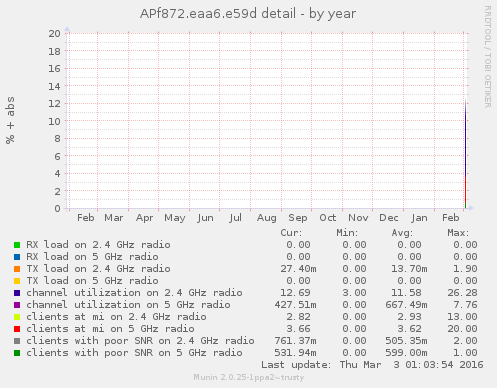 APf872.eaa6.e59d detail - by year
RRDTOOL / TOBI OETIKER
% + abs
20
18
16
14
12
10
8
6
4
2
0
Feb Mar Apr May Jun Jul Aug Sep Oct Nov Dec Jan Feb
Cur: Min: Avg: Max:
RX load on 2.4 GHz radio 0.00 0.00 0.00 0.00
RX load on 5 GHz radio 0.00 0.00 0.00 0.00
TX load on 2.4 GHz radio 27.40m 0.00 13.70m 1.90
TX load on 5 GHz radio 0.00 0.00 0.00 0.00
channel utilization on 2.4 GHz radio 12.69 3.00 11.58 26.28
channel utilization on 5 GHz radio 427.51m 0.00 667.49m 7.76
clients at mi on 2.4 GHz radio 2.82 0.00 2.93 13.00
clients at mi on 5 GHz radio 3.66 0.00 3.62 20.00
clients with poor SNR on 2.4 GHz radio 761.37m 0.00 505.35m 2.00
clients with poor SNR on 5 GHz radio 531.94m 0.00 599.00m 1.00
Last update: Thu Mar 3 01:03:54 2016
Munin 2.0.25-1ppa2~trusty